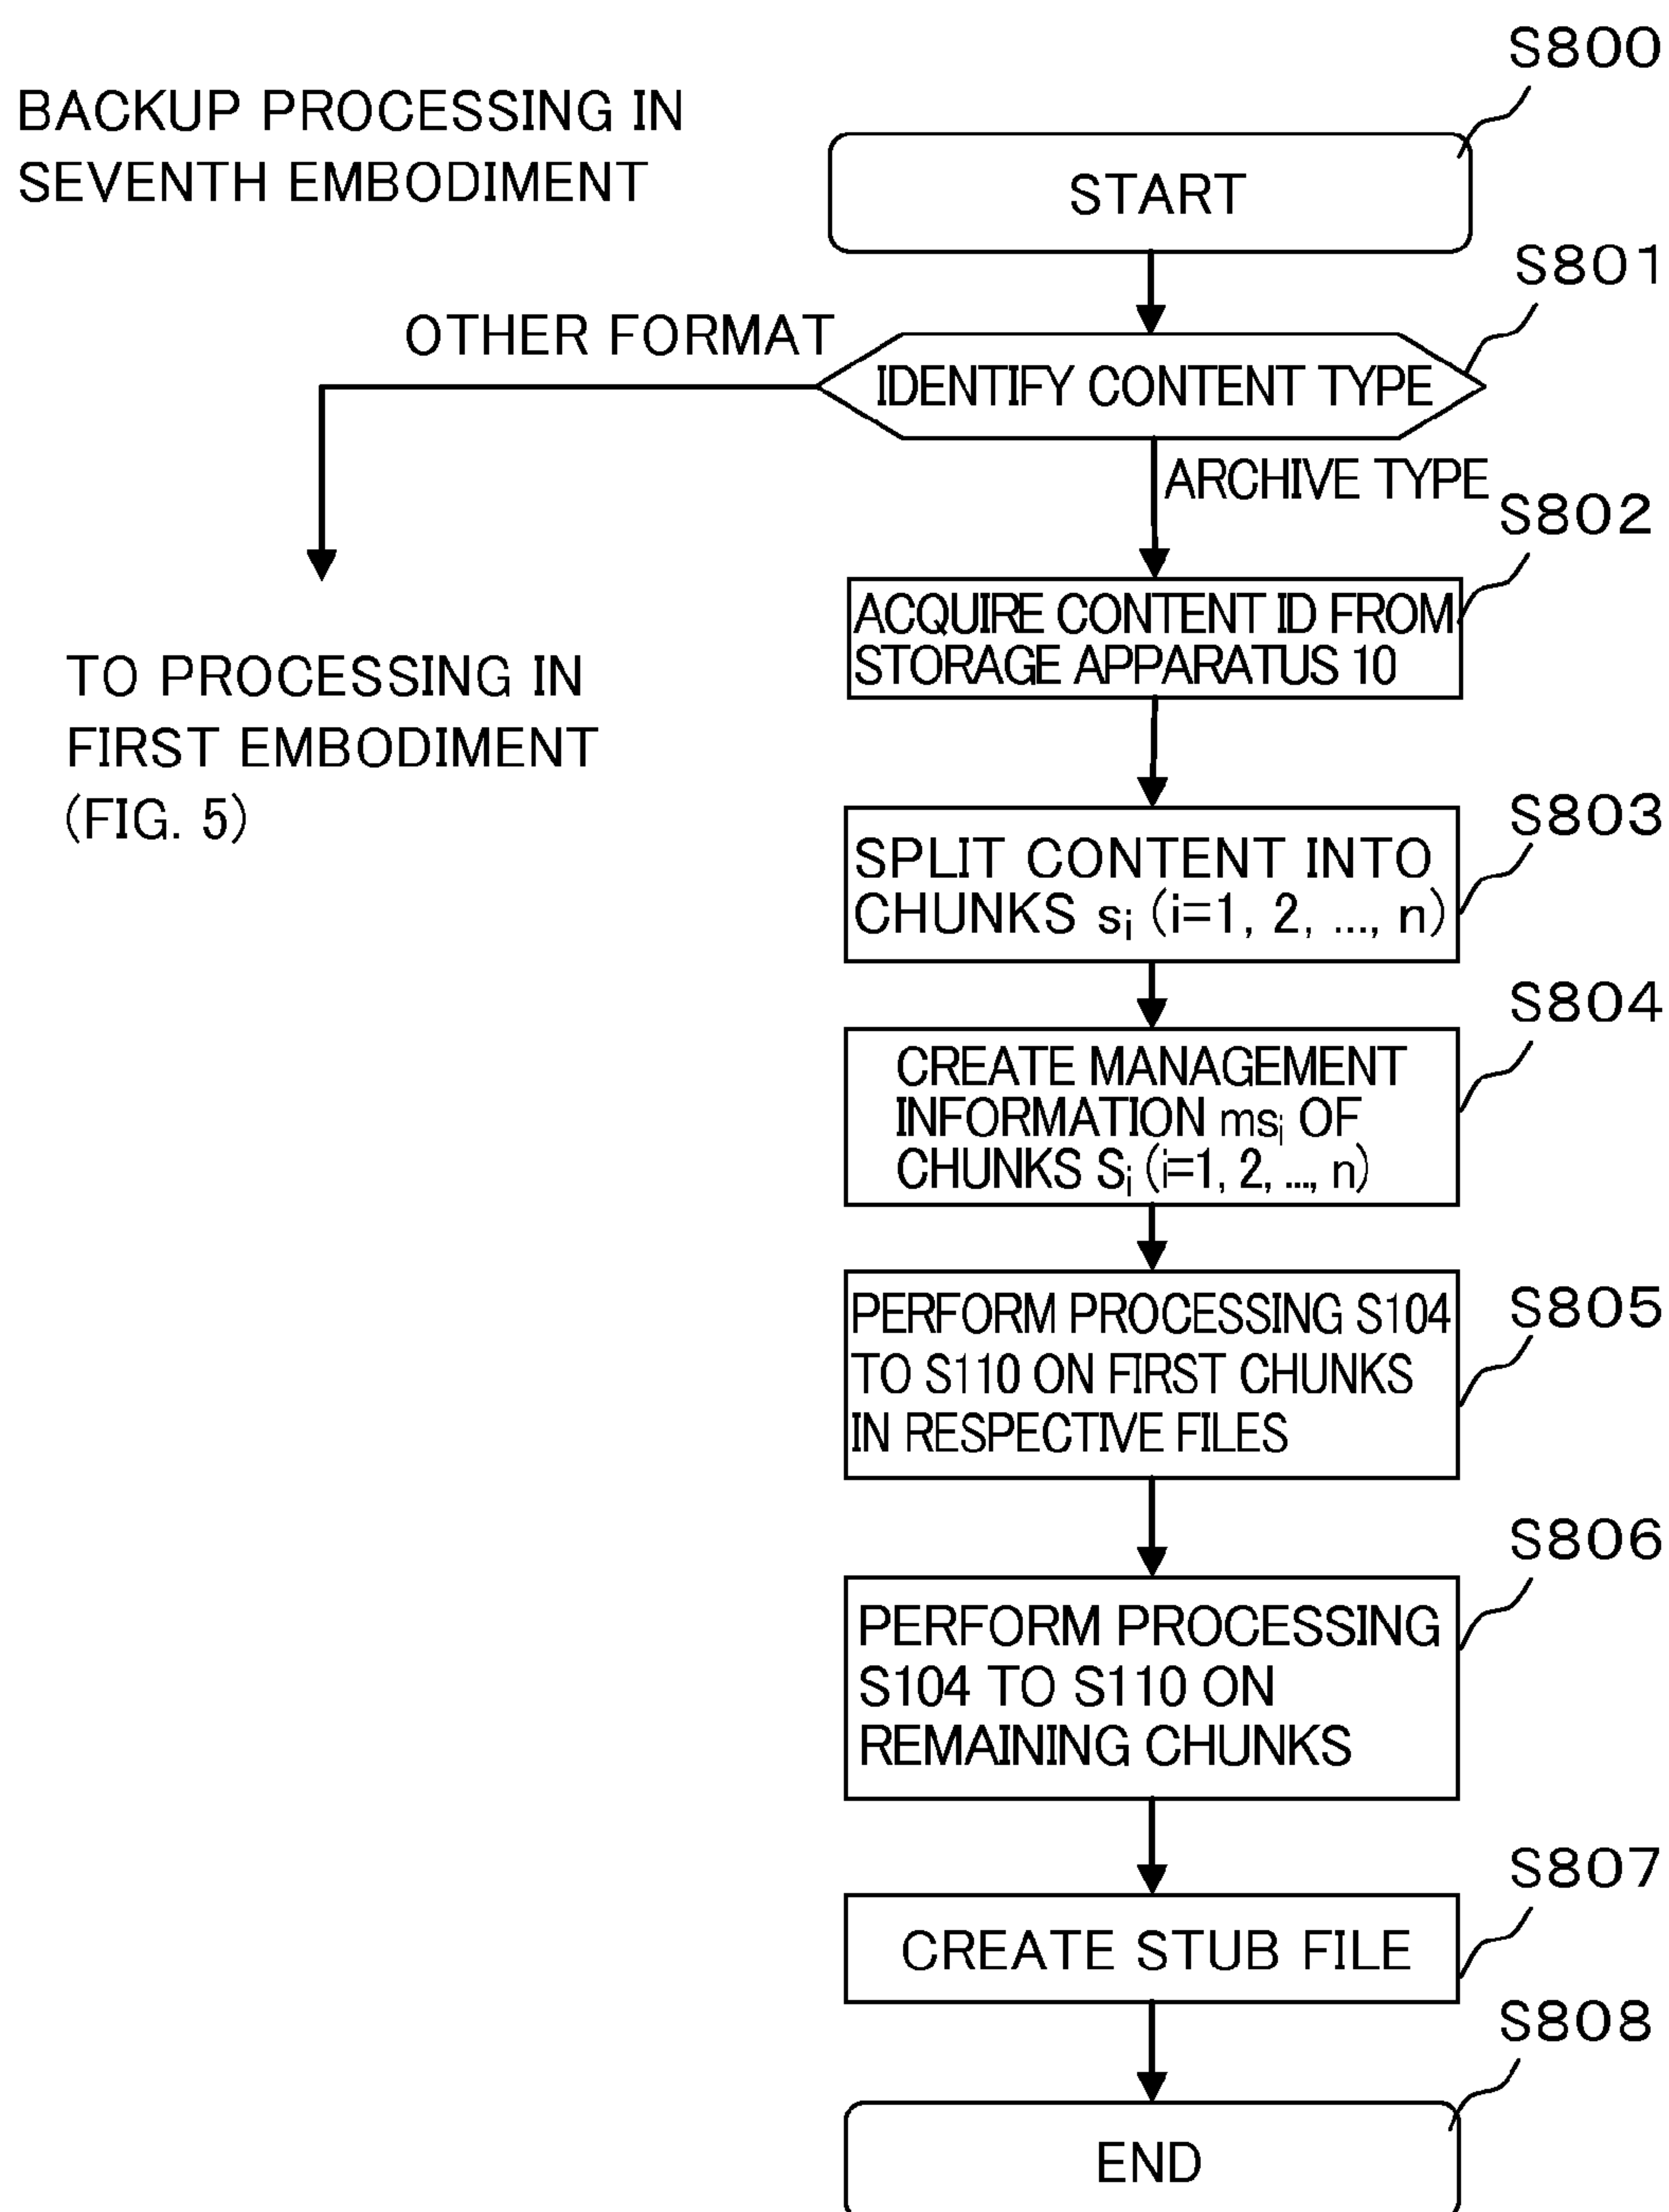 S800
BACKUP PROCESSING IN
SEVENTH EMBODIMENT
START
S801
OTHER FORMAT
IDENTIFY CONTENT TYPE
ARCHIVE TYPE
S802
ACQUIRE CONTENT ID FROM
STORAGE APPARATUS 10
TO PROCESSING IN
FIRST EMBODIMENT
(FIG. 5)
S803
SPLIT CONTENT INTO
CHUNKS sᵢ (i=1, 2, ..., n)
S804
CREATE MANAGEMENT
INFORMATION msᵢ OF
CHUNKS Sᵢ (i=1, 2, ..., n)
S805
PERFORM PROCESSING S104
TO S110 ON FIRST CHUNKS
IN RESPECTIVE FILES
S806
PERFORM PROCESSING
S104 TO S110 ON
REMAINING CHUNKS
S807
CREATE STUB FILE
S808
END